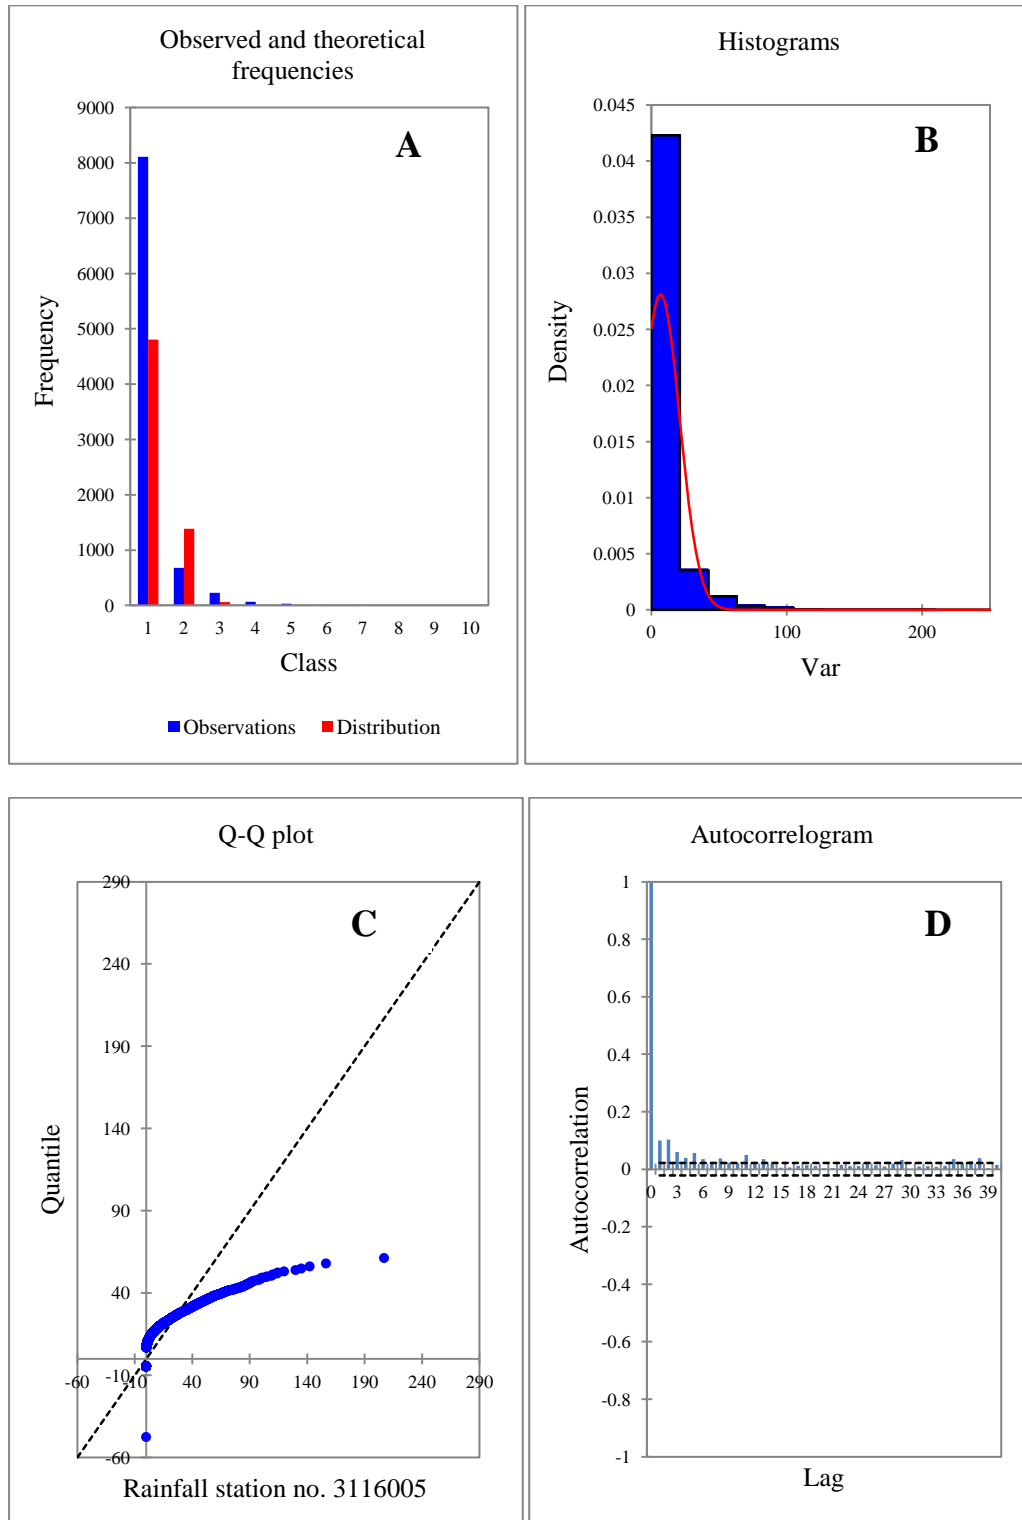 Observed and theoretical
frequencies
A
9000
8000
7000
6000
5000
4000
3000
2000
1000
0
Frequency
1 2 3 4 5 6 7 8 9 10
Class
Observations Distribution
Histograms
B
0.045
0.04
0.035
0.03
0.025
0.02
0.015
0.01
0.005
0
Density
0 100 200
Var
Q-Q plot
C
290
240
190
140
90
40
-10
-60
Quantile
-60 -10 40 90 140 190 240 290
Rainfall station no. 3116005
Autocorrelogram
D
1
0.8
0.6
0.4
0.2
0
-0.2
-0.4
-0.6
-0.8
-1
Autocorrelation
0 3 6 9 12 15 18 21 24 27 30 33 36 39
Lag